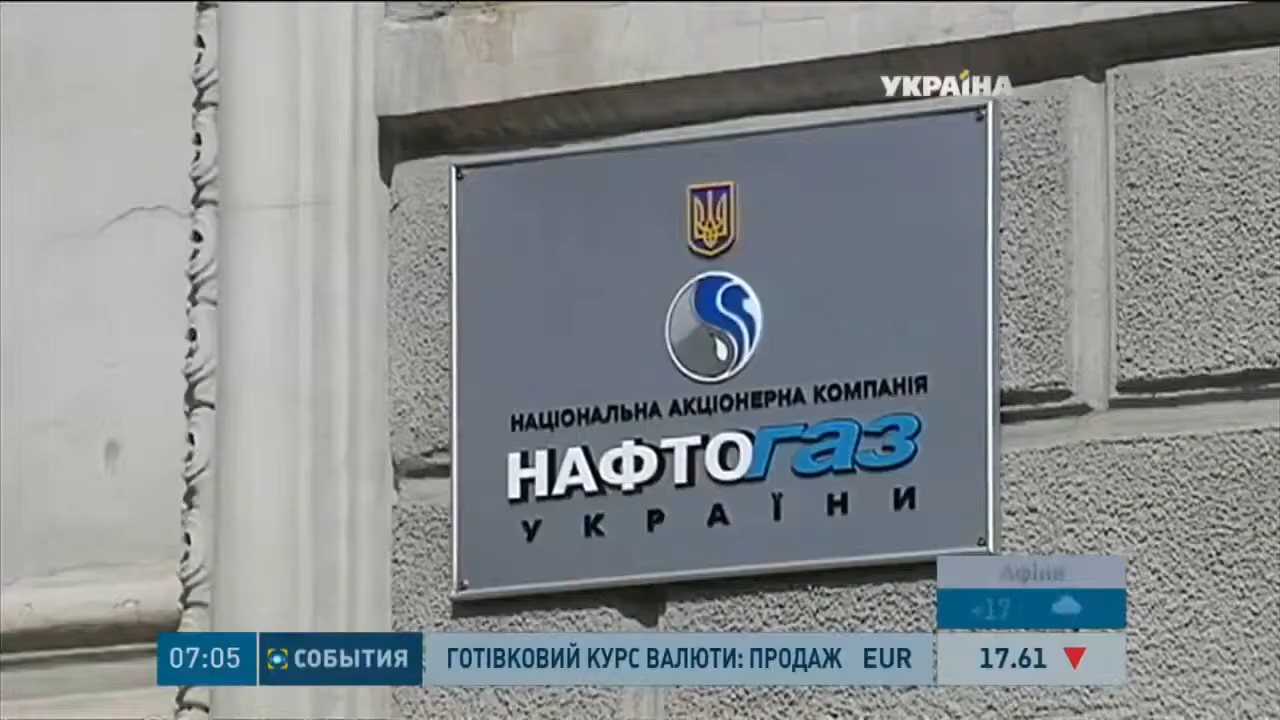 УКРАЇНА
НАЦІОНАЛЬНА АКЦІОНЕРНА КОМПАНІЯ
НАФТОГАЗ
УКРАЇНИ
Афіни
+17
07:05 СОБЫТИЯ ГОТІВКОВИЙ КУРС ВАЛЮТИ: ПРОДАЖ EUR 17.61